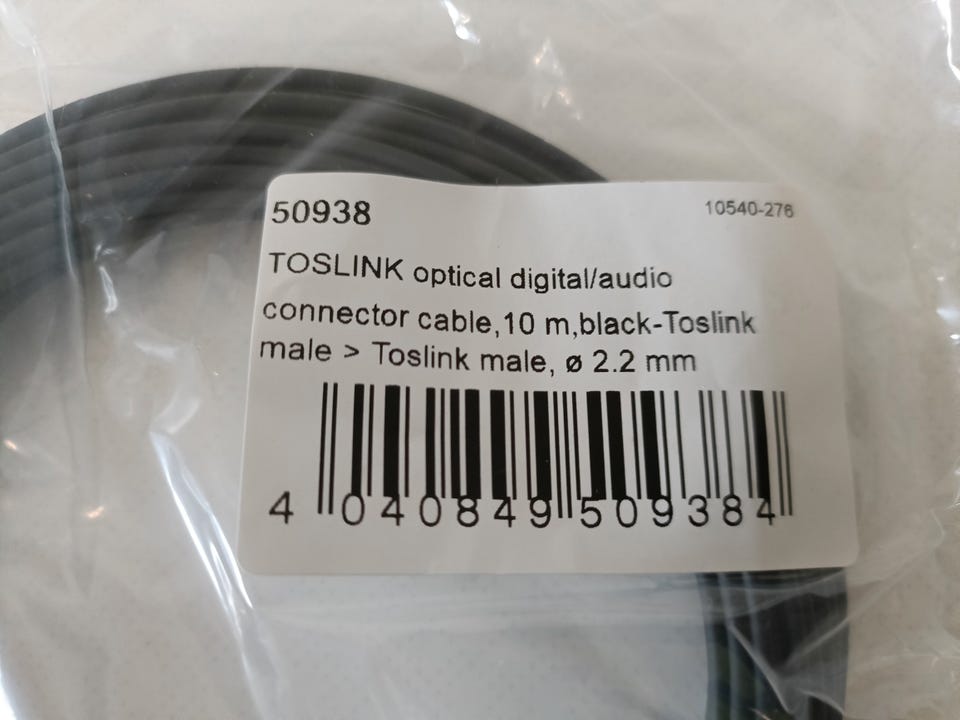 50938 10540-276
TOSLINK optical digital/audio
connector cable,10 m,black-Toslink
male > Toslink male, ø 2.2 mm
4 040849 509384